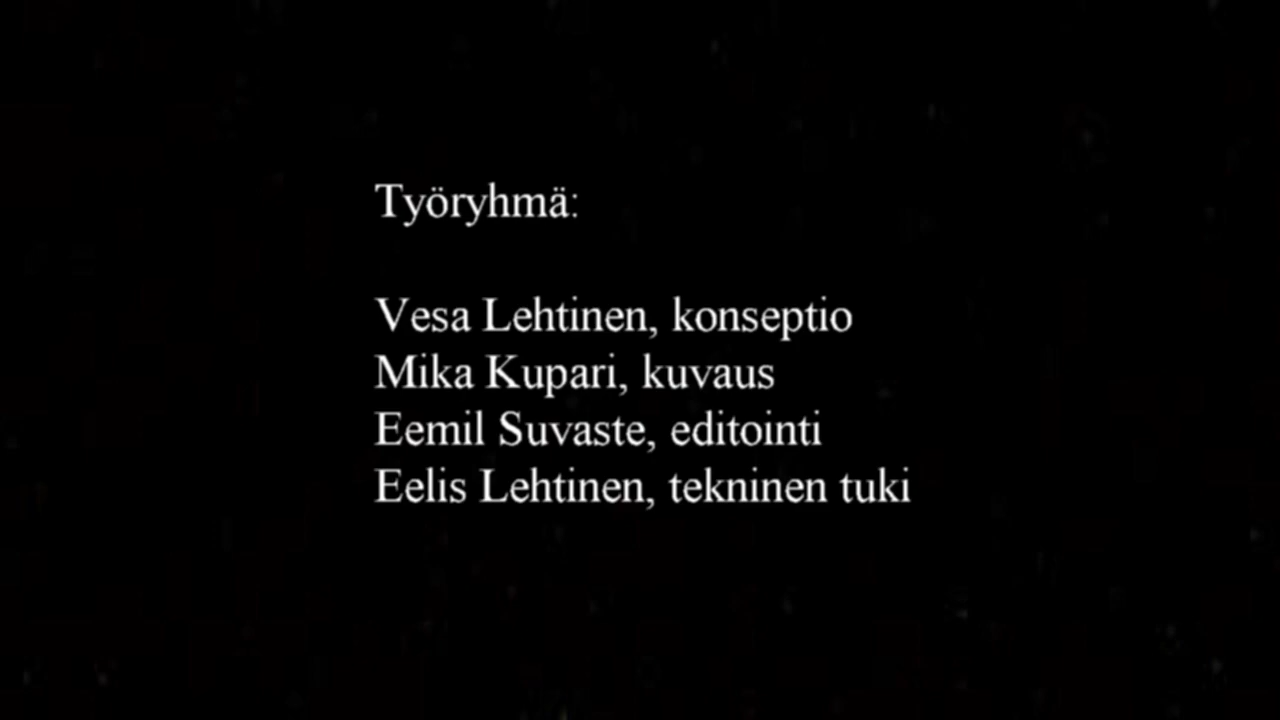 Työryhmä:
Vesa Lehtinen, konseptio
Mika Kupari, kuvaus
Eemil Suvaste, editointi
Eelis Lehtinen, tekninen tuki